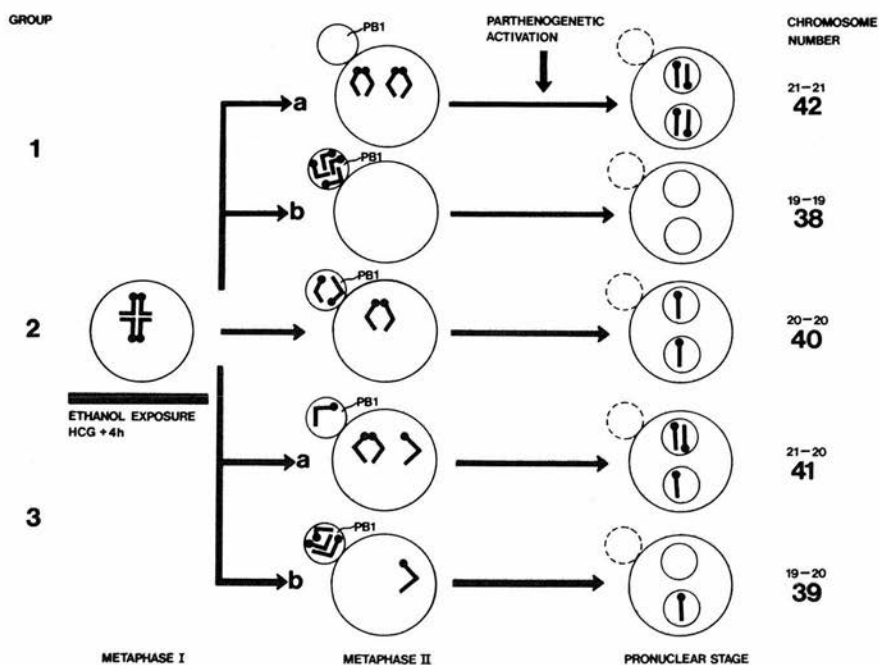 GROUP
PARTHENOGENETIC
ACTIVATION
CHROMOSOME
NUMBER
PB1
a
21–21
42
1
PB1
b
19–19
38
PB1
2
20–20
40
ETHANOL EXPOSURE
HCG +4h
PB1
a
21–20
41
3
PB1
b
19–20
39
METAPHASE I
METAPHASE II
PRONUCLEAR STAGE